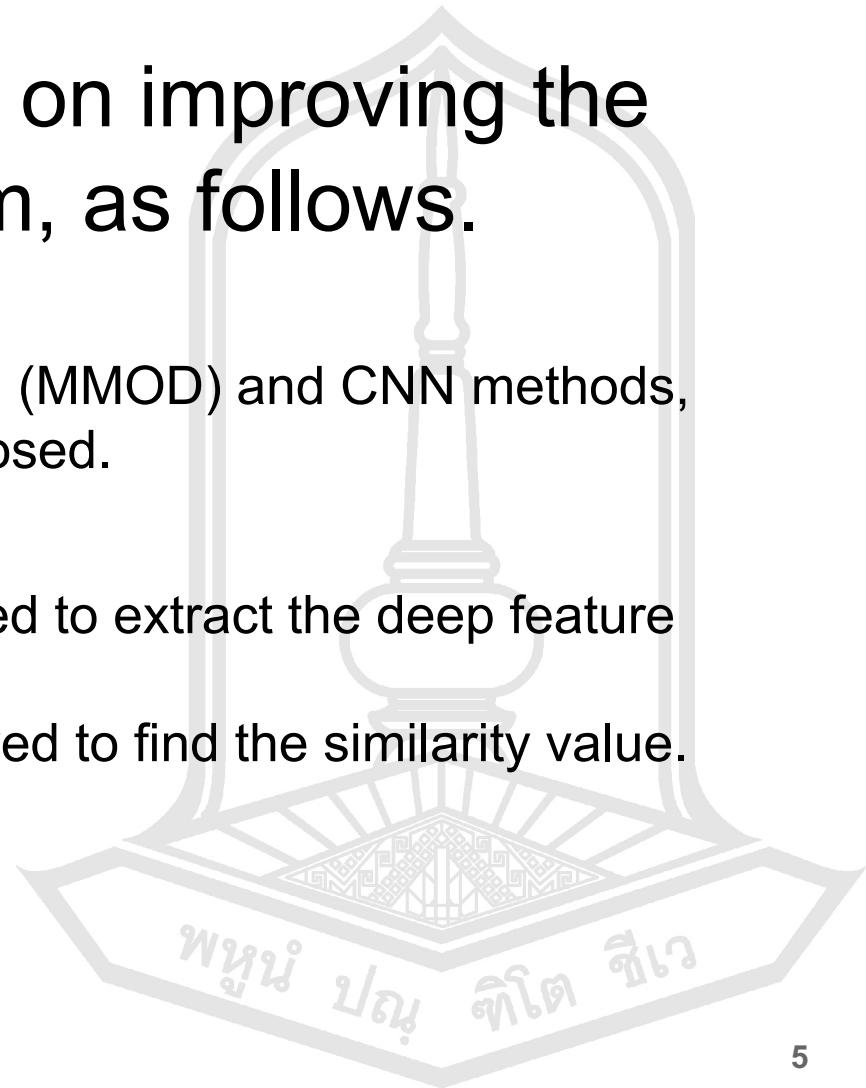 on improving the
m, as follows.
(MMOD) and CNN methods,
osed.
ed to extract the deep feature
ed to find the similarity value.
พหูนํ ปณฺฑิโต ชีเว
5